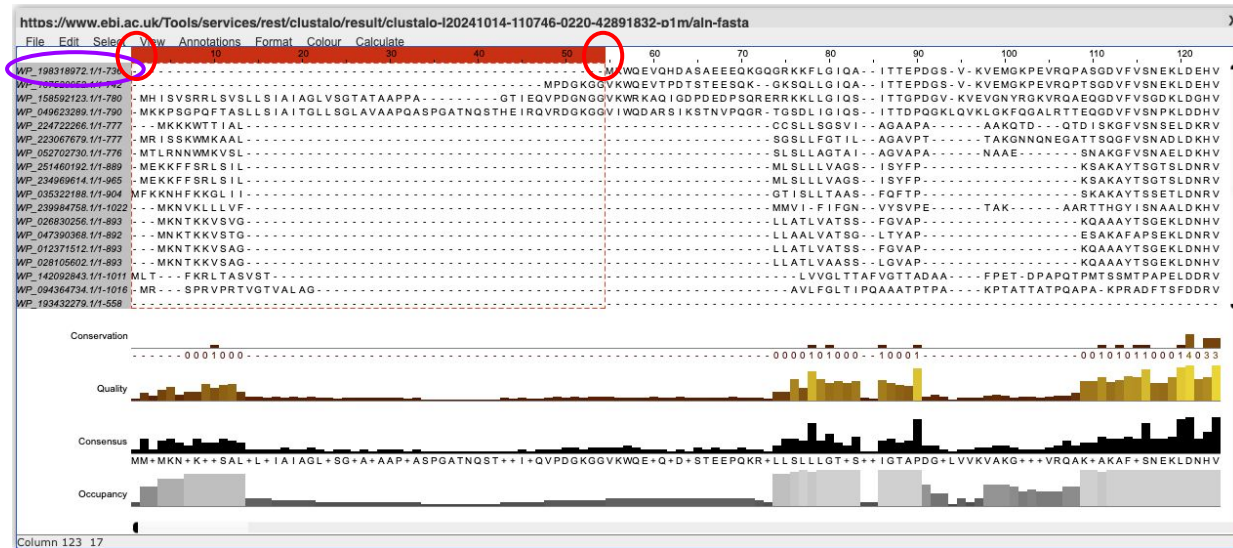 https://www.ebi.ac.uk/Tools/services/rest/clustalo/result/clustalo-I20241014-110746-0220-42891832-p1m/aln-fasta
File Edit Select View Annotations Format Colour Calculate
10 20 30 40 50 60 70 80 90 100 110 120
WP_198318972.1/1-736 MKWQEVQHDASAEEEQKGQGRKKFLGIQA--ITTEPDGS-V-KVEMGKPEVRQPASGDVFVSNEKLDEHV
MPDGKGGVKWQEVTPDTSTEESQK--GKSQLLGIQA--ITTEPDGS-V-KVEMGKPEVRQPTSGDVFVSNEKLDEHV
WP_158592123.1/1-780 -MHISVSRRLSVSLLSIAIAGLVSGTATAAPPA--------GTIEQVPDGNGGVKWRKAQIGDPDEDPSQRERRKKLLGIQS--ITTGPDGV-KVEVGNYRGKVRQAEQGDVFVSGDKLDGHV
WP_049623289.1/1-790 -MKKPSGPQFTASLLSIAITGLLSGLAVAAPQASPGATNQSTHEIRQVRDGKGGVIWQDARSIKSTNVPQGR-TGSDLIGIQS--ITTDPQGKLQVKLGKFQGALRTTEQGDVFVSNPKLDDHV
WP_224722266.1/1-777 ---MKKKWTTIAL CCSLLSGSVI--AGAAPA----AAKQTD---QTDISKGFVSNSELDKRV
WP_223067679.1/1-777 -MRISSKWMKAAL SGSLLFGTIL--AGAVPT----TAKGNNQNEGATTSQGFVSNADLDKHV
WP_052702730.1/1-776 -MTLRNNWMKVSL SLSLLAGTAI--AGVAPA----NAAE-----SNAKGFVSNAELDKHV
WP_251460192.1/1-889 -MEKKFFSRLSIL MLSLLLVAGS--ISYFP KSAKAYTSGTSLDNRV
WP_234969614.1/1-965 -MEKKFFSRLSIL MLSLLLVAGS--ISYFP KSAKAYTSGTSLDNRV
WP_035322188.1/1-904 MFKKNHFKKGLII GTISLLTAAS--FQFTP SKAKAYTSSETLDNRV
WP_239984758.1/1-1022 ---MKNVKLLLVF MMVI-FIFGN--VYSVPE----TAK----AARTTHGYISNAALDKHV
WP_026830256.1/1-893 ---MKNTKKVSVG LLATLVATSS--FGVAP KQAAAYTSGEKLDNHV
WP_047390368.1/1-892 ---MNKTKKVSTG LLAALVATSG--LTYAP ESAKAFAPSEKLDNHV
WP_012371512.1/1-893 ---MKNTKKVSAG LLATLVATSS--FGVAP KQAAAYTSGEKLDNHV
WP_028105602.1/1-893 ---MKNTKKVSAG LLATLVAASS--LGVAP KQAAAYTSGEKLDNHV
WP_142092843.1/1-1011 MLT---FKRLTASVST LVVGLTTAFVGTTADAA----FPET-DPAPQTPMTSSMTPAPELDDRV
WP_094364734.1/1-1016 -MR---SPRVPRTVGTVALAG AVLFGLTIPQAAATPTPA----KPTATTATPQAPA-KPRADFTSFDDRV
WP_193432279.1/1-558
Conservation
0001000 0000101000-10001 0010101100014033
Quality
Consensus
MM+MKN+K++SAL+L+IAIAGL+SG+A+AAP+ASPGATNQST++I+QVPDGKGGVKWQE+Q+D+STEEPQKR+LLSLLLGT+S++IGTAPDG+LVVKVAKG+++VRQAK+AKAF+SNEKLDNHV
Occupancy
Column 123 17